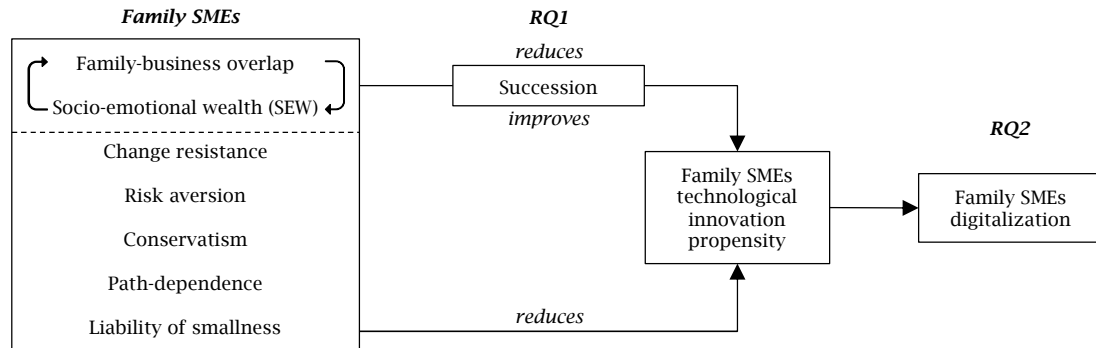 Family SMEs
Family-business overlap
Socio-emotional wealth (SEW)
Change resistance
Risk aversion
Conservatism
Path-dependence
Liability of smallness
RQ1
reduces
Succession
improves
reduces
Family SMEs
technological
innovation
propensity
RQ2
Family SMEs
digitalization